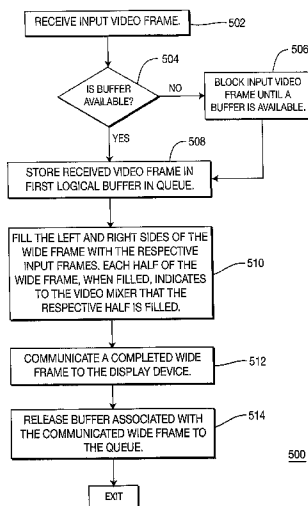 RECEIVE INPUT VIDEO FRAME.
502
504
IS BUFFER
AVAILABLE?
NO
YES
506
BLOCK INPUT VIDEO
FRAME UNTIL A
BUFFER IS AVAILABLE.
508
STORE RECEIVED VIDEO FRAME IN
FIRST LOGICAL BUFFER IN QUEUE.
FILL THE LEFT AND RIGHT SIDES OF THE
WIDE FRAME WITH THE RESPECTIVE
INPUT FRAMES. EACH HALF OF THE
WIDE FRAME, WHEN FILLED, INDICATES
TO THE VIDEO MIXER THAT THE
RESPECTIVE HALF IS FILLED.
510
COMMUNICATE A COMPLETED WIDE
FRAME TO THE DISPLAY DEVICE.
512
RELEASE BUFFER ASSOCIATED WITH
THE COMMUNICATED WIDE FRAME TO
THE QUEUE.
514
500
EXIT